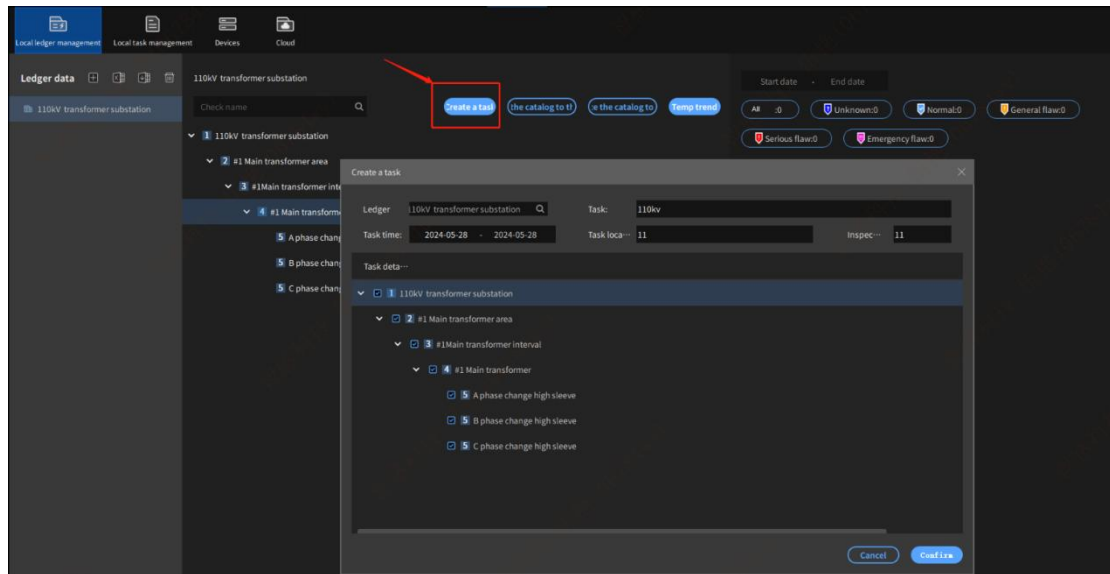 Local ledger management Local task management Devices Cloud
Ledger data
110kV transformer substation
110kV transformer substation
Check name
Create a task
(the catalog to tl)
(e the catalog to)
Temp trend
Start date - End date
All :0
Unknown:0
Normal:0
General flaw:0
Serious flaw:0
Emergency flaw:0
1 110kV transformer substation
2 #1 Main transformer area
3 #1Main transformer inte
4 #1 Main transform
5 A phase chang
5 B phase chang
5 C phase chang
Create a task
Ledger 110kV transformer substation Task: 110kv
Task time: 2024-05-28 - 2024-05-28 Task loca··· 11 Inspec··· 11
Task deta···
1 110kV transformer substation
2 #1 Main transformer area
3 #1Main transformer interval
4 #1 Main transformer
5 A phase change high sleeve
5 B phase change high sleeve
5 C phase change high sleeve
Cancel Confirm